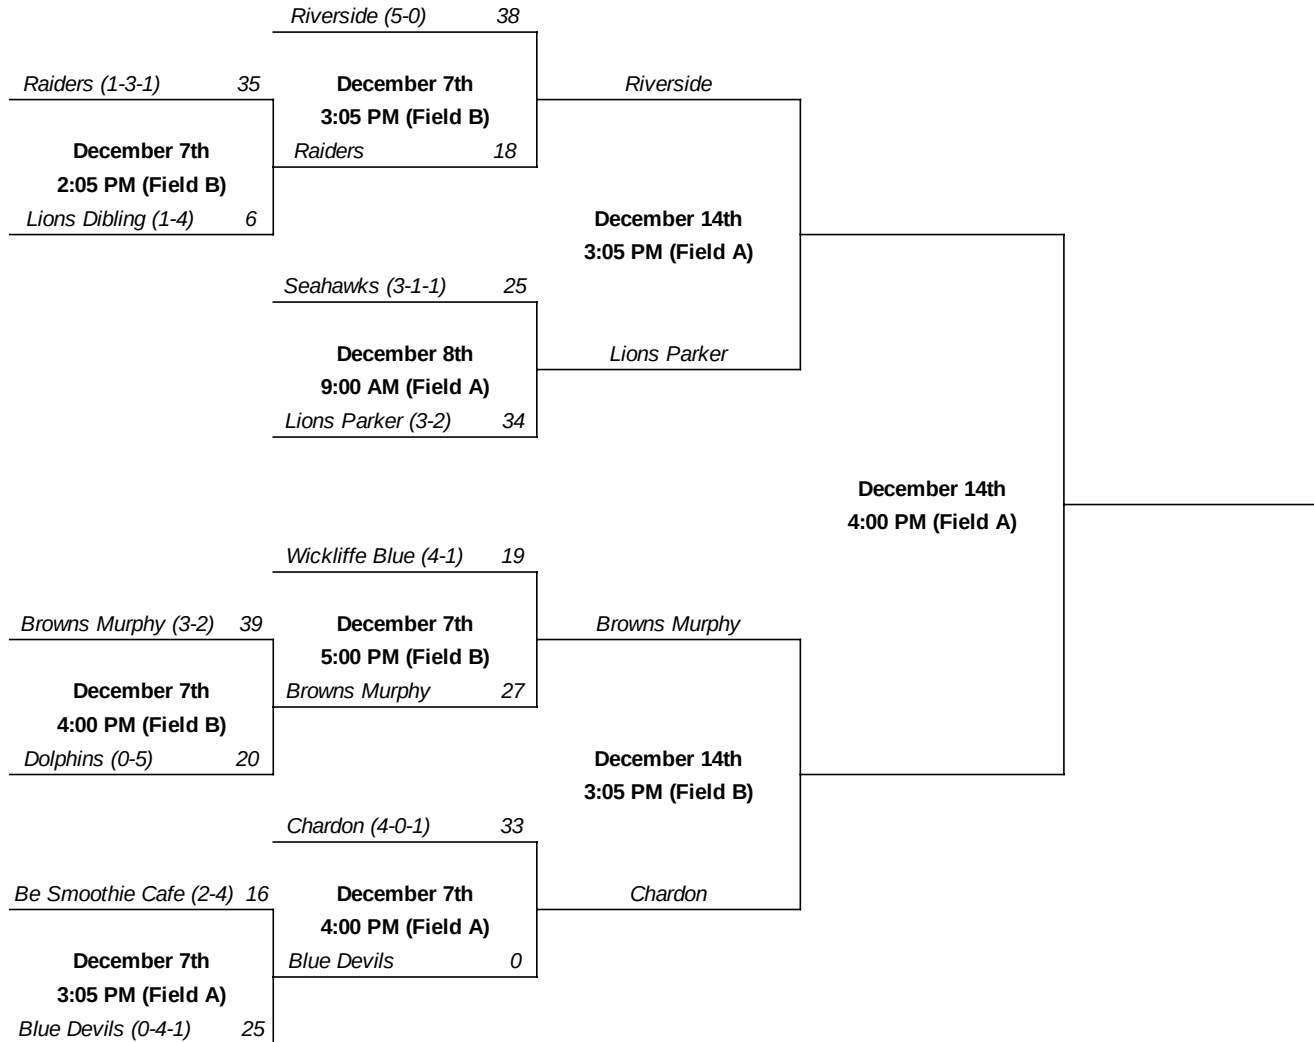 Riverside (5-0) 38
Raiders (1-3-1) 35
December 7th
3:05 PM (Field B)
Riverside
December 7th
2:05 PM (Field B)
Raiders 18
Lions Dibling (1-4) 6
December 14th
3:05 PM (Field A)
Seahawks (3-1-1) 25
December 8th
9:00 AM (Field A)
Lions Parker
Lions Parker (3-2) 34
December 14th
4:00 PM (Field A)
Wickliffe Blue (4-1) 19
Browns Murphy (3-2) 39
December 7th
5:00 PM (Field B)
Browns Murphy
December 7th
4:00 PM (Field B)
Browns Murphy 27
Dolphins (0-5) 20
December 14th
3:05 PM (Field B)
Chardon (4-0-1) 33
Be Smoothie Cafe (2-4) 16
December 7th
4:00 PM (Field A)
Chardon
December 7th
3:05 PM (Field A)
Blue Devils 0
Blue Devils (0-4-1) 25